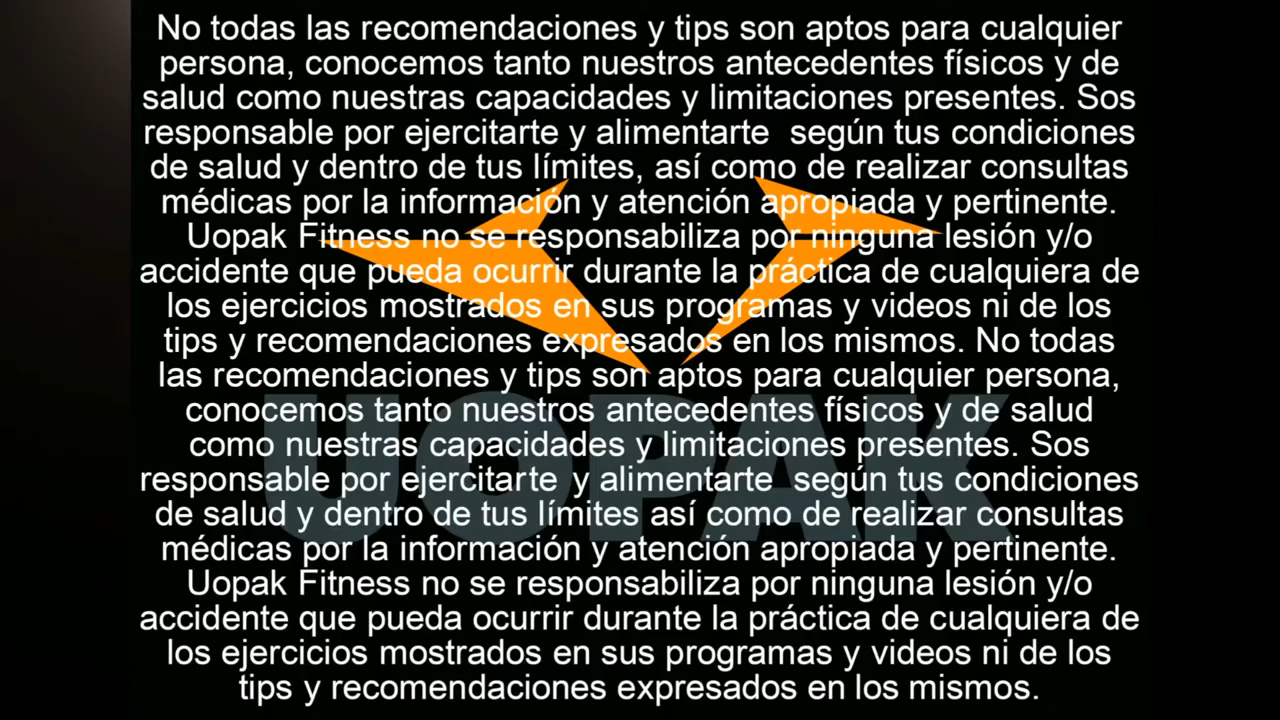 No todas las recomendaciones y tips son aptos para cualquier
persona, conocemos tanto nuestros antecedentes físicos y de
salud como nuestras capacidades y limitaciones presentes. Sos
responsable por ejercitarte y alimentarte  según tus condiciones
de salud y dentro de tus límites, así como de realizar consultas
médicas por la información y atención apropiada y pertinente.
Uopak Fitness no se responsabiliza por ninguna lesión y/o
accidente que pueda ocurrir durante la práctica de cualquiera de
los ejercicios mostrados en sus programas y videos ni de los
tips y recomendaciones expresados en los mismos. No todas
las recomendaciones y tips son aptos para cualquier persona,
conocemos tanto nuestros antecedentes físicos y de salud
como nuestras capacidades y limitaciones presentes. Sos
responsable por ejercitarte y alimentarte  según tus condiciones
de salud y dentro de tus límites así como de realizar consultas
médicas por la información y atención apropiada y pertinente.
Uopak Fitness no se responsabiliza por ninguna lesión y/o
accidente que pueda ocurrir durante la práctica de cualquiera de
los ejercicios mostrados en sus programas y videos ni de los
tips y recomendaciones expresados en los mismos.
UOPAK